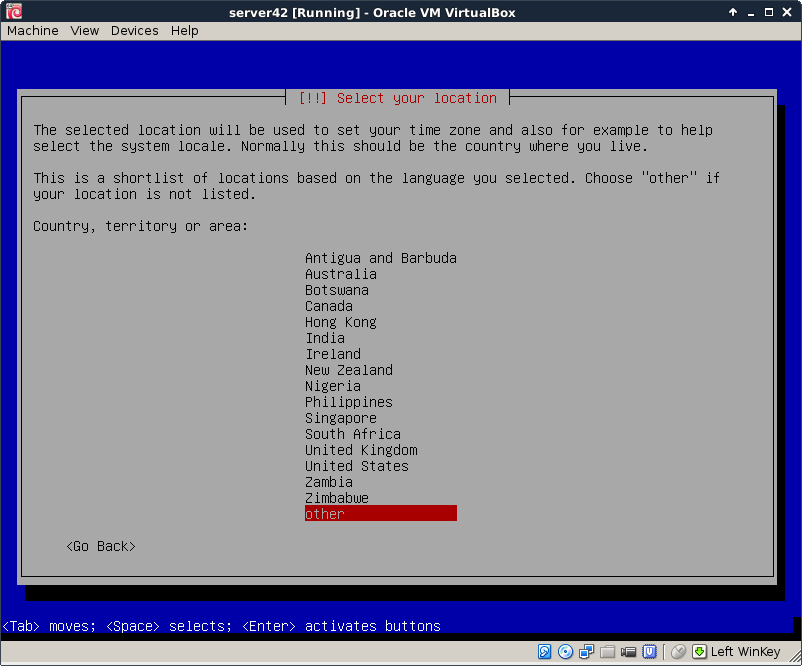 server42 [Running] - Oracle VM VirtualBox
Machine View Devices Help
[!!] Select your location
The selected location will be used to set your time zone and also for example to help
select the system locale. Normally this should be the country where you live.
This is a shortlist of locations based on the language you selected. Choose "other" if
your location is not listed.
Country, territory or area:
Antigua and Barbuda
Australia
Botswana
Canada
Hong Kong
India
Ireland
New Zealand
Nigeria
Philippines
Singapore
South Africa
United Kingdom
United States
Zambia
Zimbabwe
other
<Go Back>
<Tab> moves; <Space> selects; <Enter> activates buttons
Left WinKey